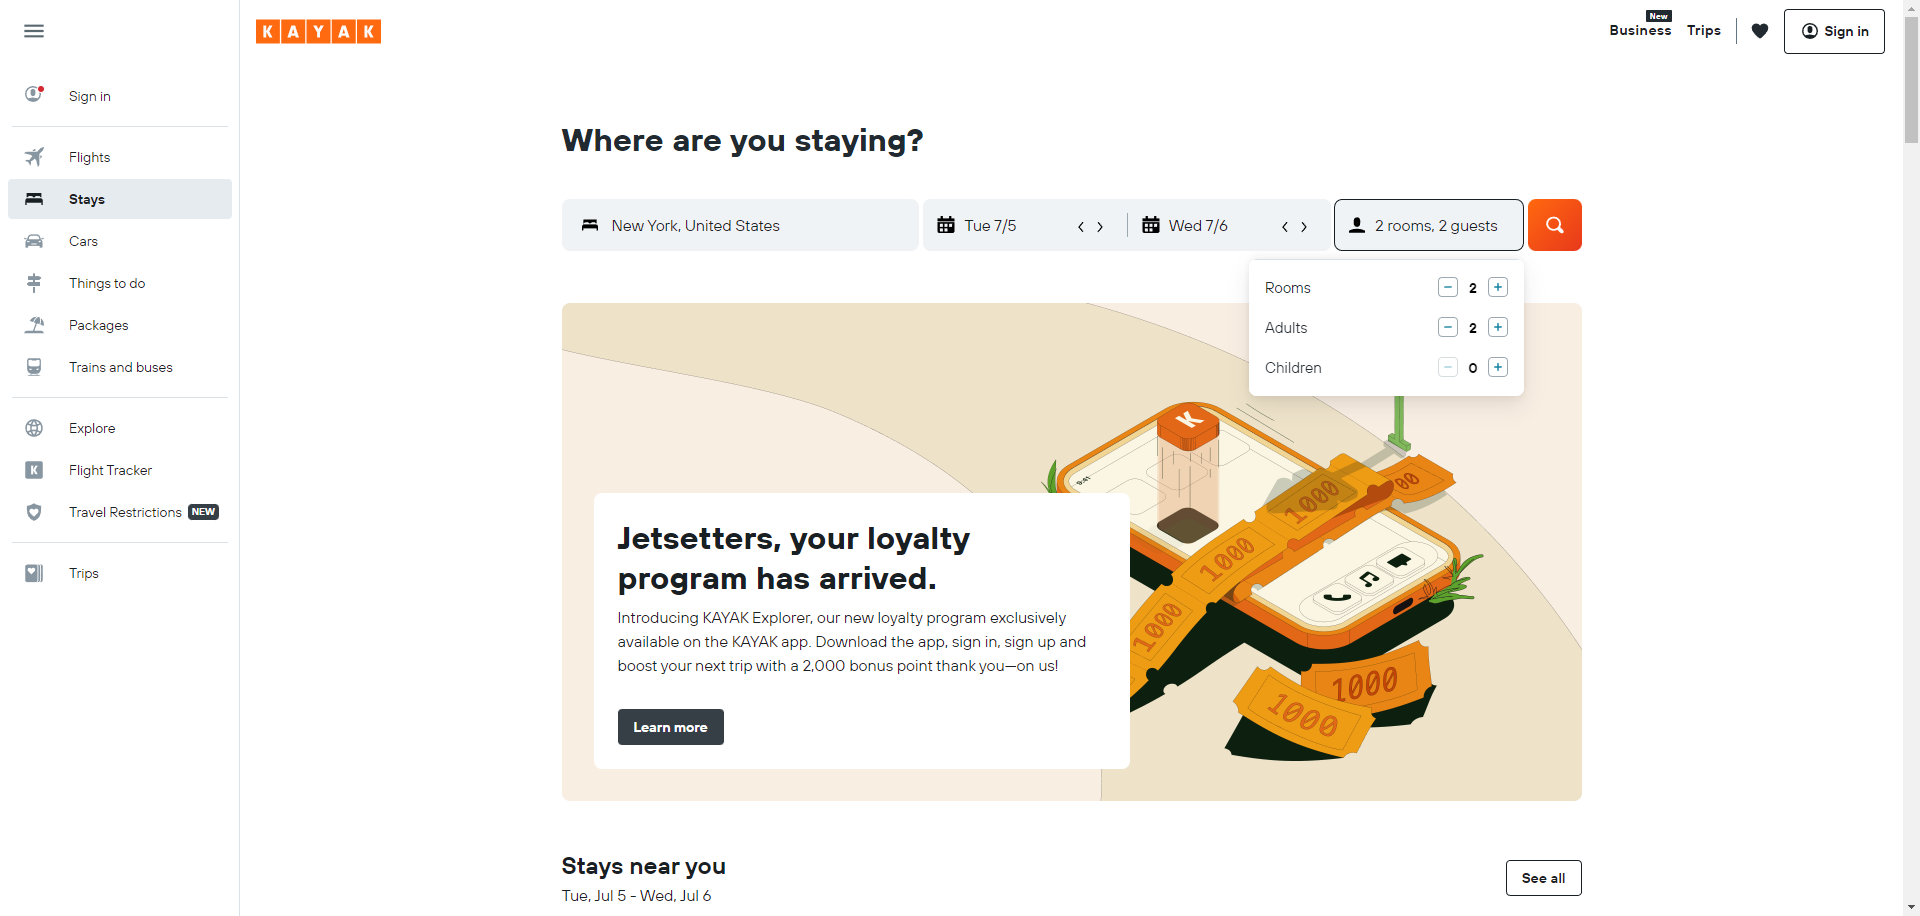 KAYAK
New
Business
Trips
Sign in
Sign in
Flights
Stays
Cars
Things to do
Packages
Trains and buses
Explore
K
Flight Tracker
Travel Restrictions NEW
Trips
Where are you staying?
New York, United States
Tue 7/5
Wed 7/6
2 rooms, 2 guests
Rooms
2
Adults
2
Children
0
K
9:41
1000
00
1000
1000
1000
1000
Jetsetters, your loyalty
program has arrived.
Introducing KAYAK Explorer, our new loyalty program exclusively
available on the KAYAK app. Download the app, sign in, sign up and
boost your next trip with a 2,000 bonus point thank you—on us!
Learn more
Stays near you
Tue, Jul 5 - Wed, Jul 6
See all